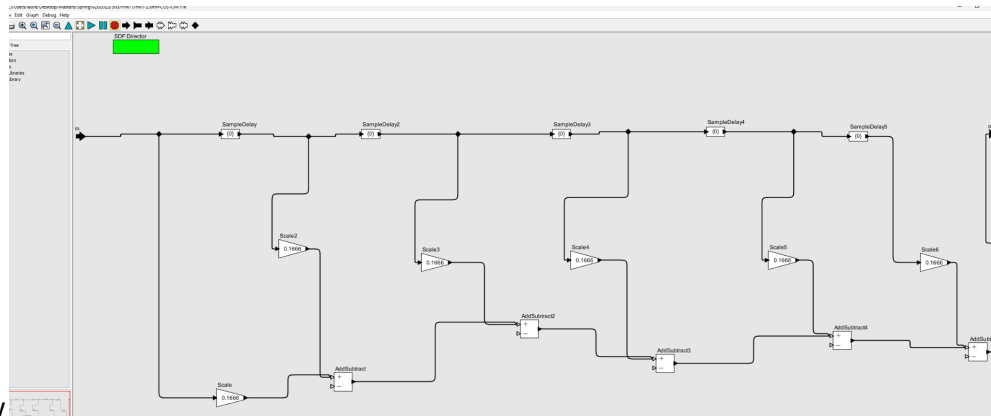 Edit Graph Debug Help
SDF Director
Tree
in
SampleDelay
{0}
SampleDelay2
{0}
SampleDelay3
{0}
SampleDelay4
{0}
SampleDelay5
{0}
Scale2
0.1666
Scale3
0.1666
Scale4
0.1666
Scale5
0.1666
Scale6
0.1666
AddSubtract2
+
−
AddSubtract4
+
−
AddSubt
+
−
AddSubtract3
+
−
AddSubtract
+
−
Scale
0.1666